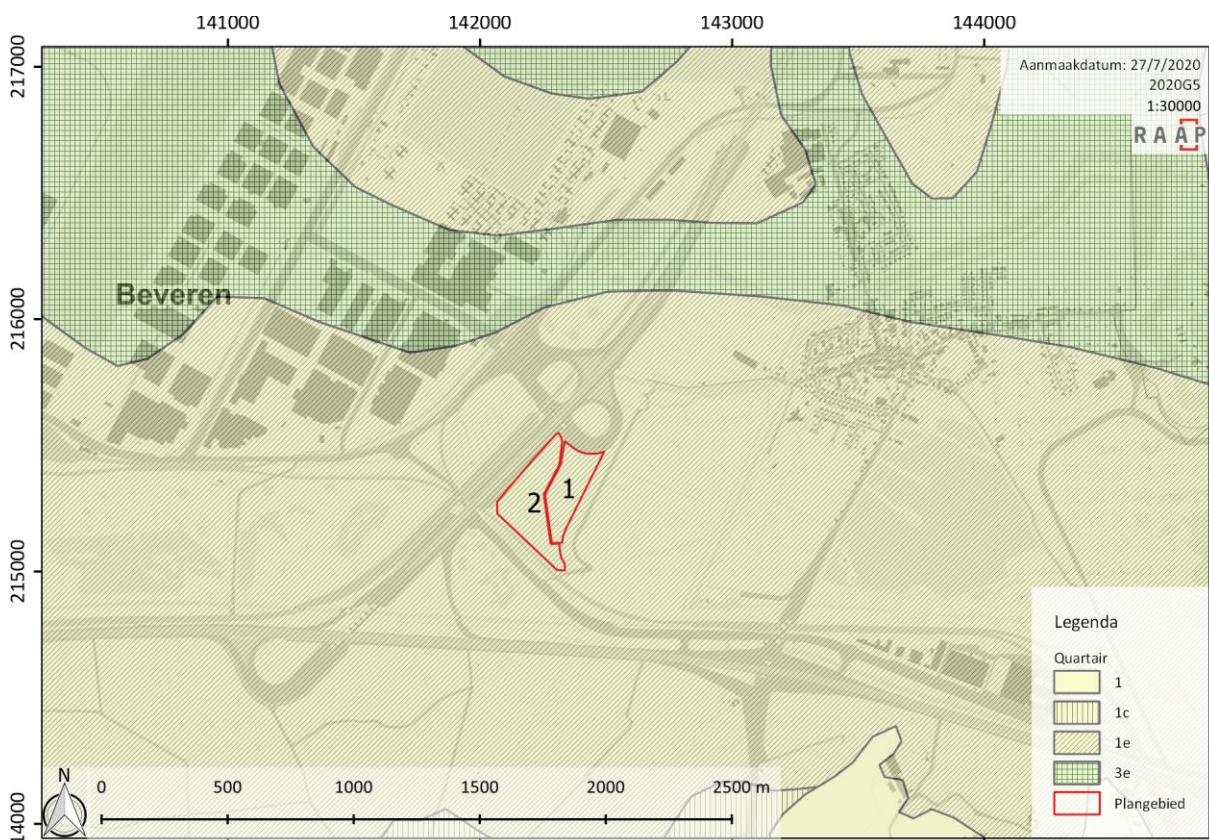 141000 142000 143000 144000
217000
216000
215000
14000
Aanmaakdatum: 27/7/2020
2020G5
1:30000
RAAP
Beveren
1
2
Legenda
Quartair
1
1c
1e
3e
Plangebied
N
0 500 1000 1500 2000 2500 m